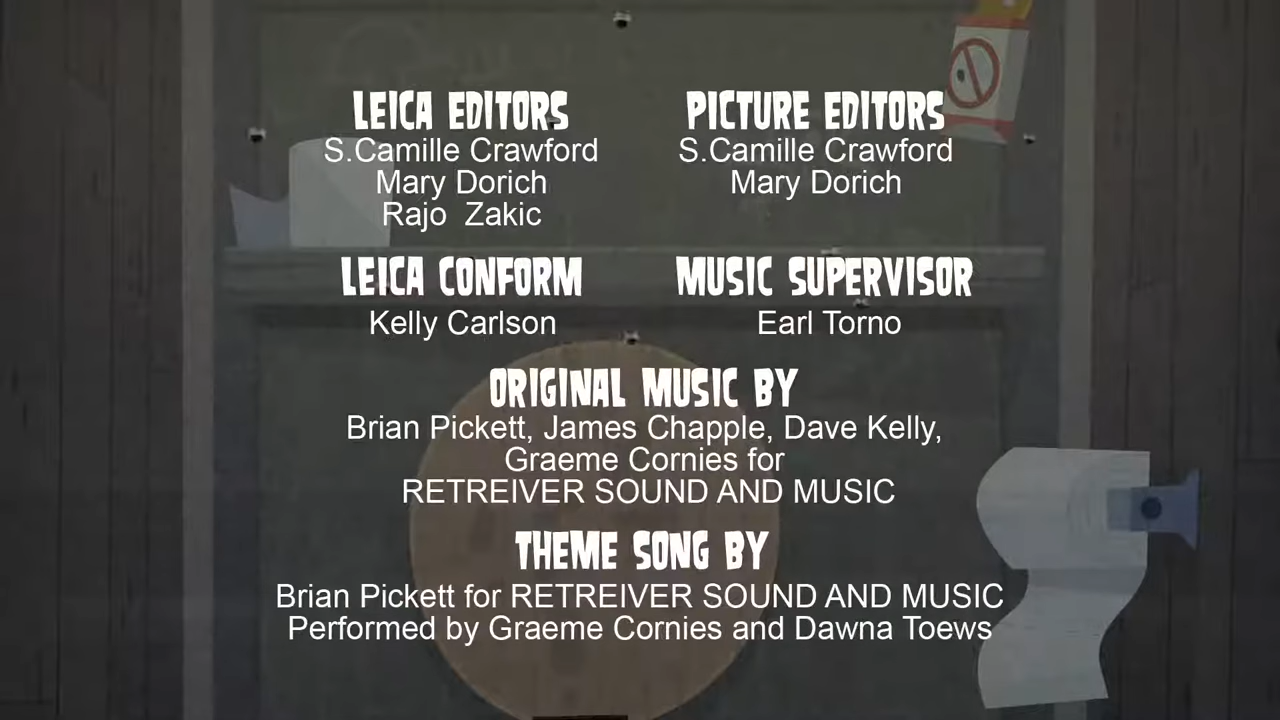 LEICA EDITORS
S.Camille Crawford
Mary Dorich
Rajo  Zakic
PICTURE EDITORS
S.Camille Crawford
Mary Dorich
LEICA CONFORM
Kelly Carlson
MUSIC SUPERVISOR
Earl Torno
ORIGINAL MUSIC BY
Brian Pickett, James Chapple, Dave Kelly,
Graeme Cornies for
RETREIVER SOUND AND MUSIC
THEME SONG BY
Brian Pickett for RETREIVER SOUND AND MUSIC
Performed by Graeme Cornies and Dawna Toews